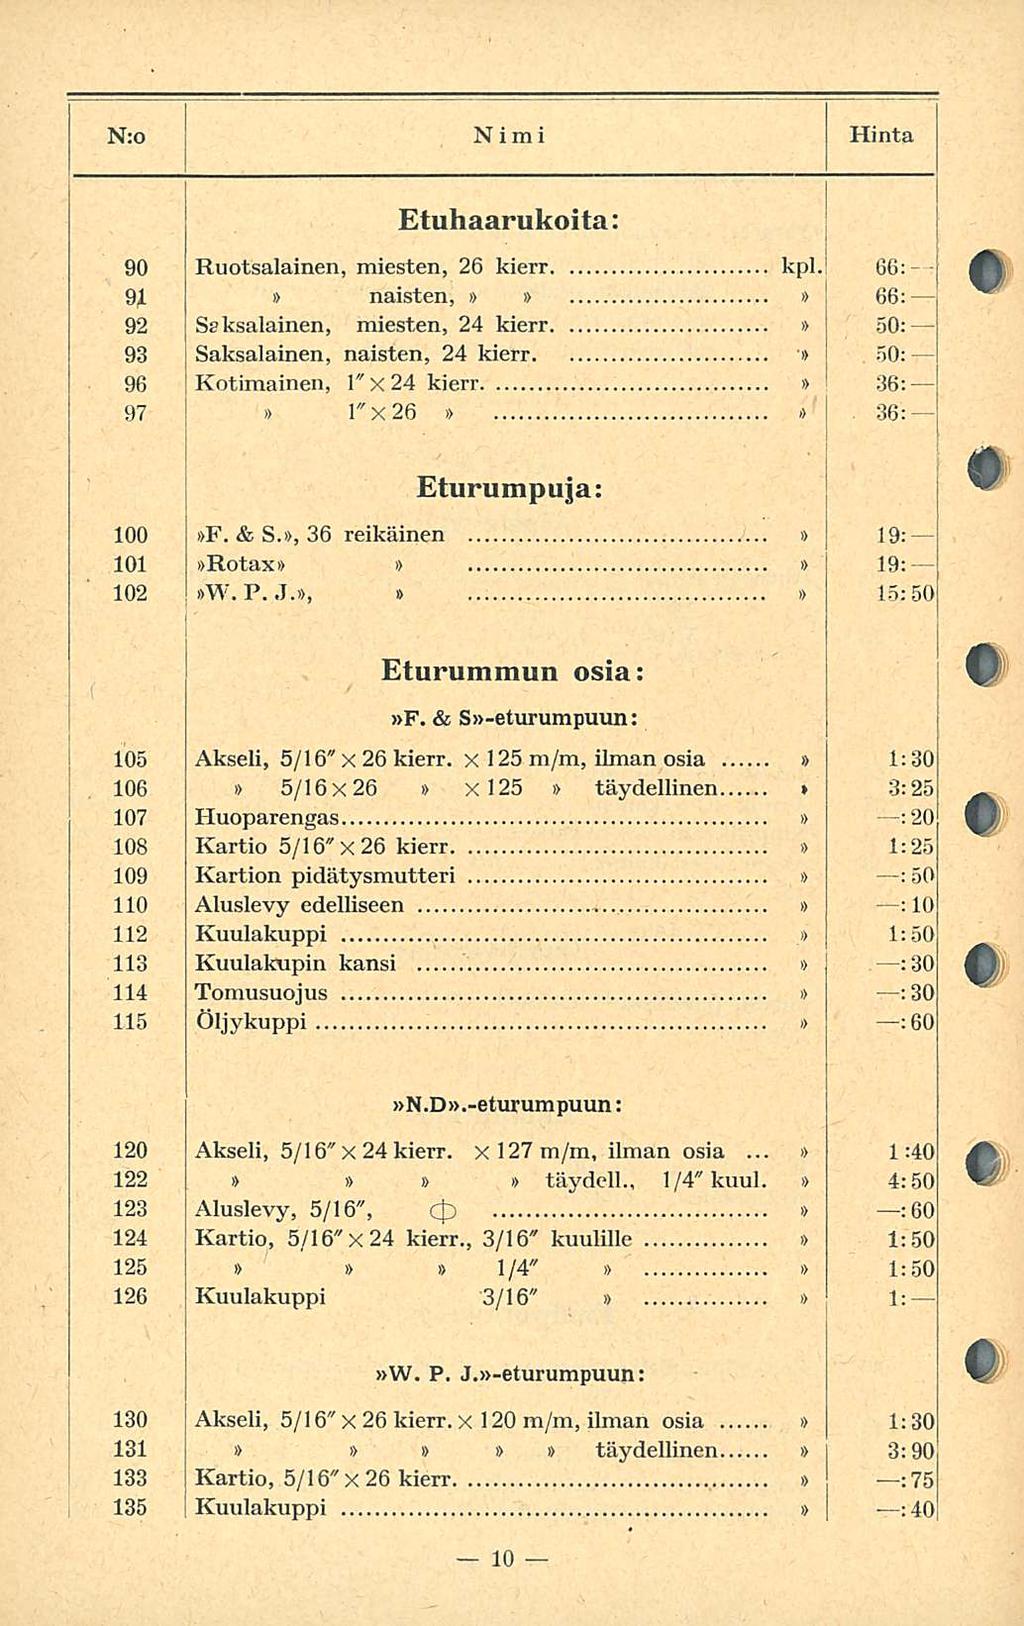 N:o Nimi Hinta
Etuhaarukoita:
90 Ruotsalainen, miesten, 26 kierr. ........................... kpl. 66:—
91 » naisten, » » ........................... » 66:—
92 Saksalainen, miesten, 24 kierr. ........................... » 50:—
93 Saksalainen, naisten, 24 kierr. ........................... » 50:—
96 Kotimainen, 1" × 24 kierr. ........................... » 36:—
97 » 1" × 26 » ........................... » 36:—
Eturumpuja:
100 »F. & S.», 36 reikäinen ........................... » 19:—
101 »Rotax» » ........................... » 19:—
102 »W. P. J.», » ........................... » 15:50
Eturummun osia:
»F. & S»-eturumpuun:
105 Akseli, 5/16" × 26 kierr. × 125 m/m, ilman osia ...... » 1:30
106 » 5/16 × 26 » × 125 » täydellinen...... » 3:25
107 Huoparengas........................... » —:20
108 Kartio 5/16" × 26 kierr. ........................... » 1:25
109 Kartion pidätysmutteri ........................... » —:50
110 Aluslevy edelliseen ........................... » —:10
112 Kuulakuppi ........................... » 1:50
113 Kuulakupin kansi ........................... » —:30
114 Tomusuojus ........................... » —:30
115 Öljykuppi ........................... » —:60
»N.D».-eturumpuun:
120 Akseli, 5/16" × 24 kierr. × 127 m/m, ilman osia ... » 1:40
122 » » » » täydell., 1/4" kuul. » 4:50
123 Aluslevy, 5/16", ф ........................... » —:60
124 Kartio, 5/16" × 24 kierr., 3/16" kuulille ............ » 1:50
125 » » » 1/4" » ............ » 1:50
126 Kuulakuppi 3/16" » ............ » 1:—
»W. P. J.»-eturumpuun:
130 Akseli, 5/16" × 26 kierr. × 120 m/m, ilman osia ...... » 1:30
131 » » » » » täydellinen...... » 3:90
133 Kartio, 5/16" × 26 kierr. ........................... » —:75
135 Kuulakuppi ........................... » —:40
— 10 —